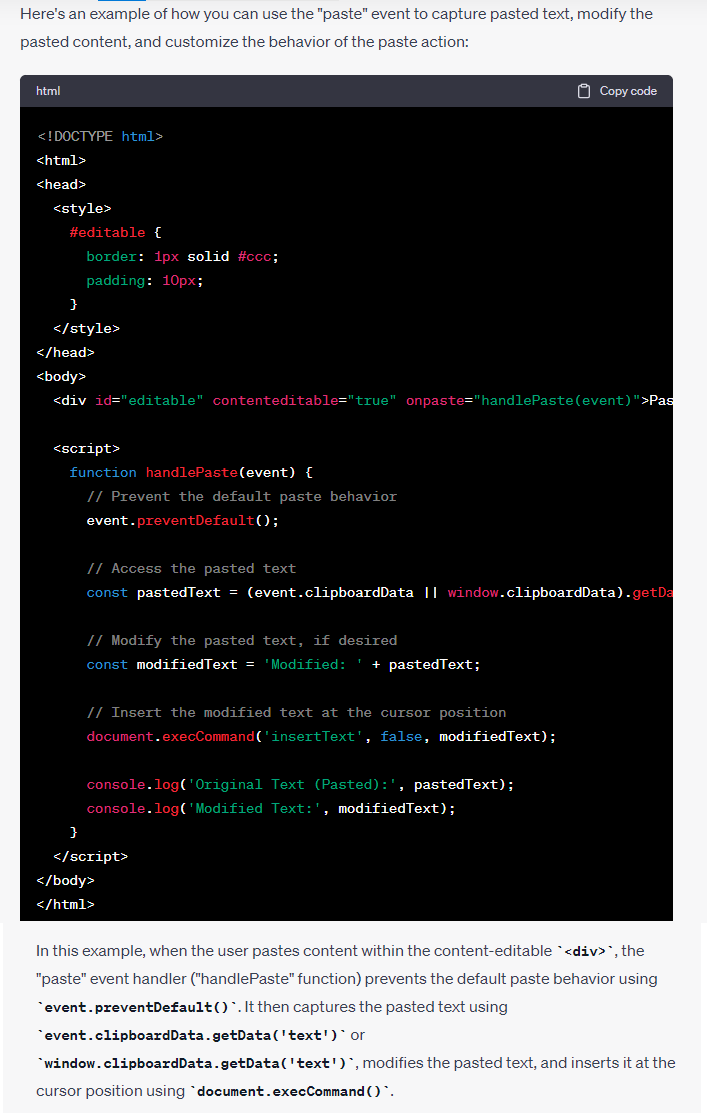 Here's an example of how you can use the "paste" event to capture pasted text, modify the
pasted content, and customize the behavior of the paste action:
html
Copy code
<!DOCTYPE html>
<html>
<head>
  <style>
    #editable {
      border: 1px solid #ccc;
      padding: 10px;
    }
  </style>
</head>
<body>
  <div id="editable" contenteditable="true" onpaste="handlePaste(event)">Pas
  <script>
    function handlePaste(event) {
      // Prevent the default paste behavior
      event.preventDefault();
      // Access the pasted text
      const pastedText = (event.clipboardData || window.clipboardData).getDa
      // Modify the pasted text, if desired
      const modifiedText = 'Modified: ' + pastedText;
      // Insert the modified text at the cursor position
      document.execCommand('insertText', false, modifiedText);
      console.log('Original Text (Pasted):', pastedText);
      console.log('Modified Text:', modifiedText);
    }
  </script>
</body>
</html>
In this example, when the user pastes content within the content-editable `<div>`, the
"paste" event handler ("handlePaste" function) prevents the default paste behavior using
`event.preventDefault()`. It then captures the pasted text using
`event.clipboardData.getData('text')` or
`window.clipboardData.getData('text')`, modifies the pasted text, and inserts it at the
cursor position using `document.execCommand()`.